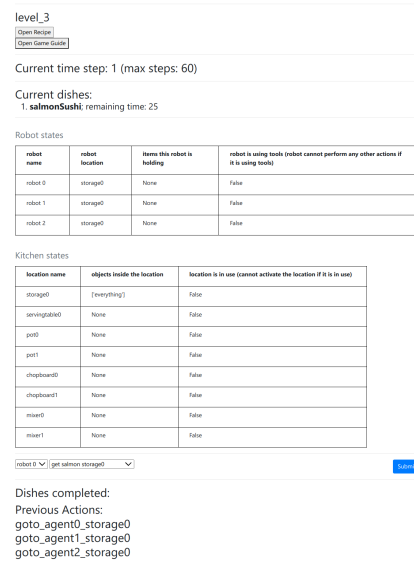 level_3
Open Recipe
Open Game Guide
Current time step: 1 (max steps: 60)
Current dishes:
1. salmonSushi; remaining time: 25
Robot states
robot name robot location items this robot is holding robot is using tools (robot cannot perform any other actions if it is using tools)
robot 0 storage0 None False
robot 1 storage0 None False
robot 2 storage0 None False
Kitchen states
location name objects inside the location location is in use (cannot activate the location if it is in use)
storage0 ['everything'] False
servingtable0 None False
pot0 None False
pot1 None False
chopboard0 None False
chopboard1 None False
mixer0 None False
mixer1 None False
robot 0 get salmon storage0 Submi
Dishes completed:
Previous Actions:
goto_agent0_storage0
goto_agent1_storage0
goto_agent2_storage0